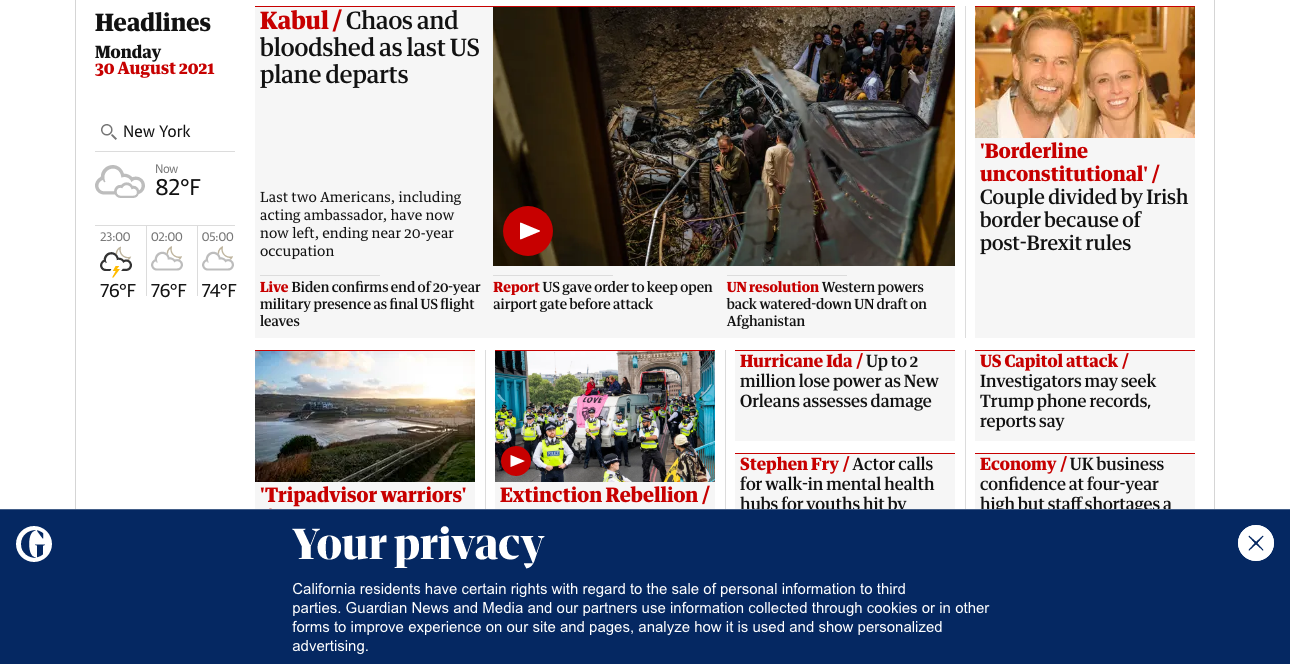 Headlines
Monday
30 August 2021
New York
Now
82°F
23:00
02:00
05:00
76°F
76°F
74°F
Kabul / Chaos and
bloodshed as last US
plane departs
Last two Americans, including
acting ambassador, have now
now left, ending near 20-year
occupation
Live Biden confirms end of 20-year
military presence as final US flight
leaves
Report US gave order to keep open
airport gate before attack
UN resolution Western powers
back watered-down UN draft on
Afghanistan
'Borderline
unconstitutional' /
Couple divided by Irish
border because of
post-Brexit rules
'Tripadvisor warriors'
LOVE
Extinction Rebellion /
Hurricane Ida / Up to 2
million lose power as New
Orleans assesses damage
Stephen Fry / Actor calls
for walk-in mental health
hubs for youths hit by
US Capitol attack /
Investigators may seek
Trump phone records,
reports say
Economy / UK business
confidence at four-year
high but staff shortages a
G
Your privacy
California residents have certain rights with regard to the sale of personal information to third
parties. Guardian News and Media and our partners use information collected through cookies or in other
forms to improve experience on our site and pages, analyze how it is used and show personalized
advertising.